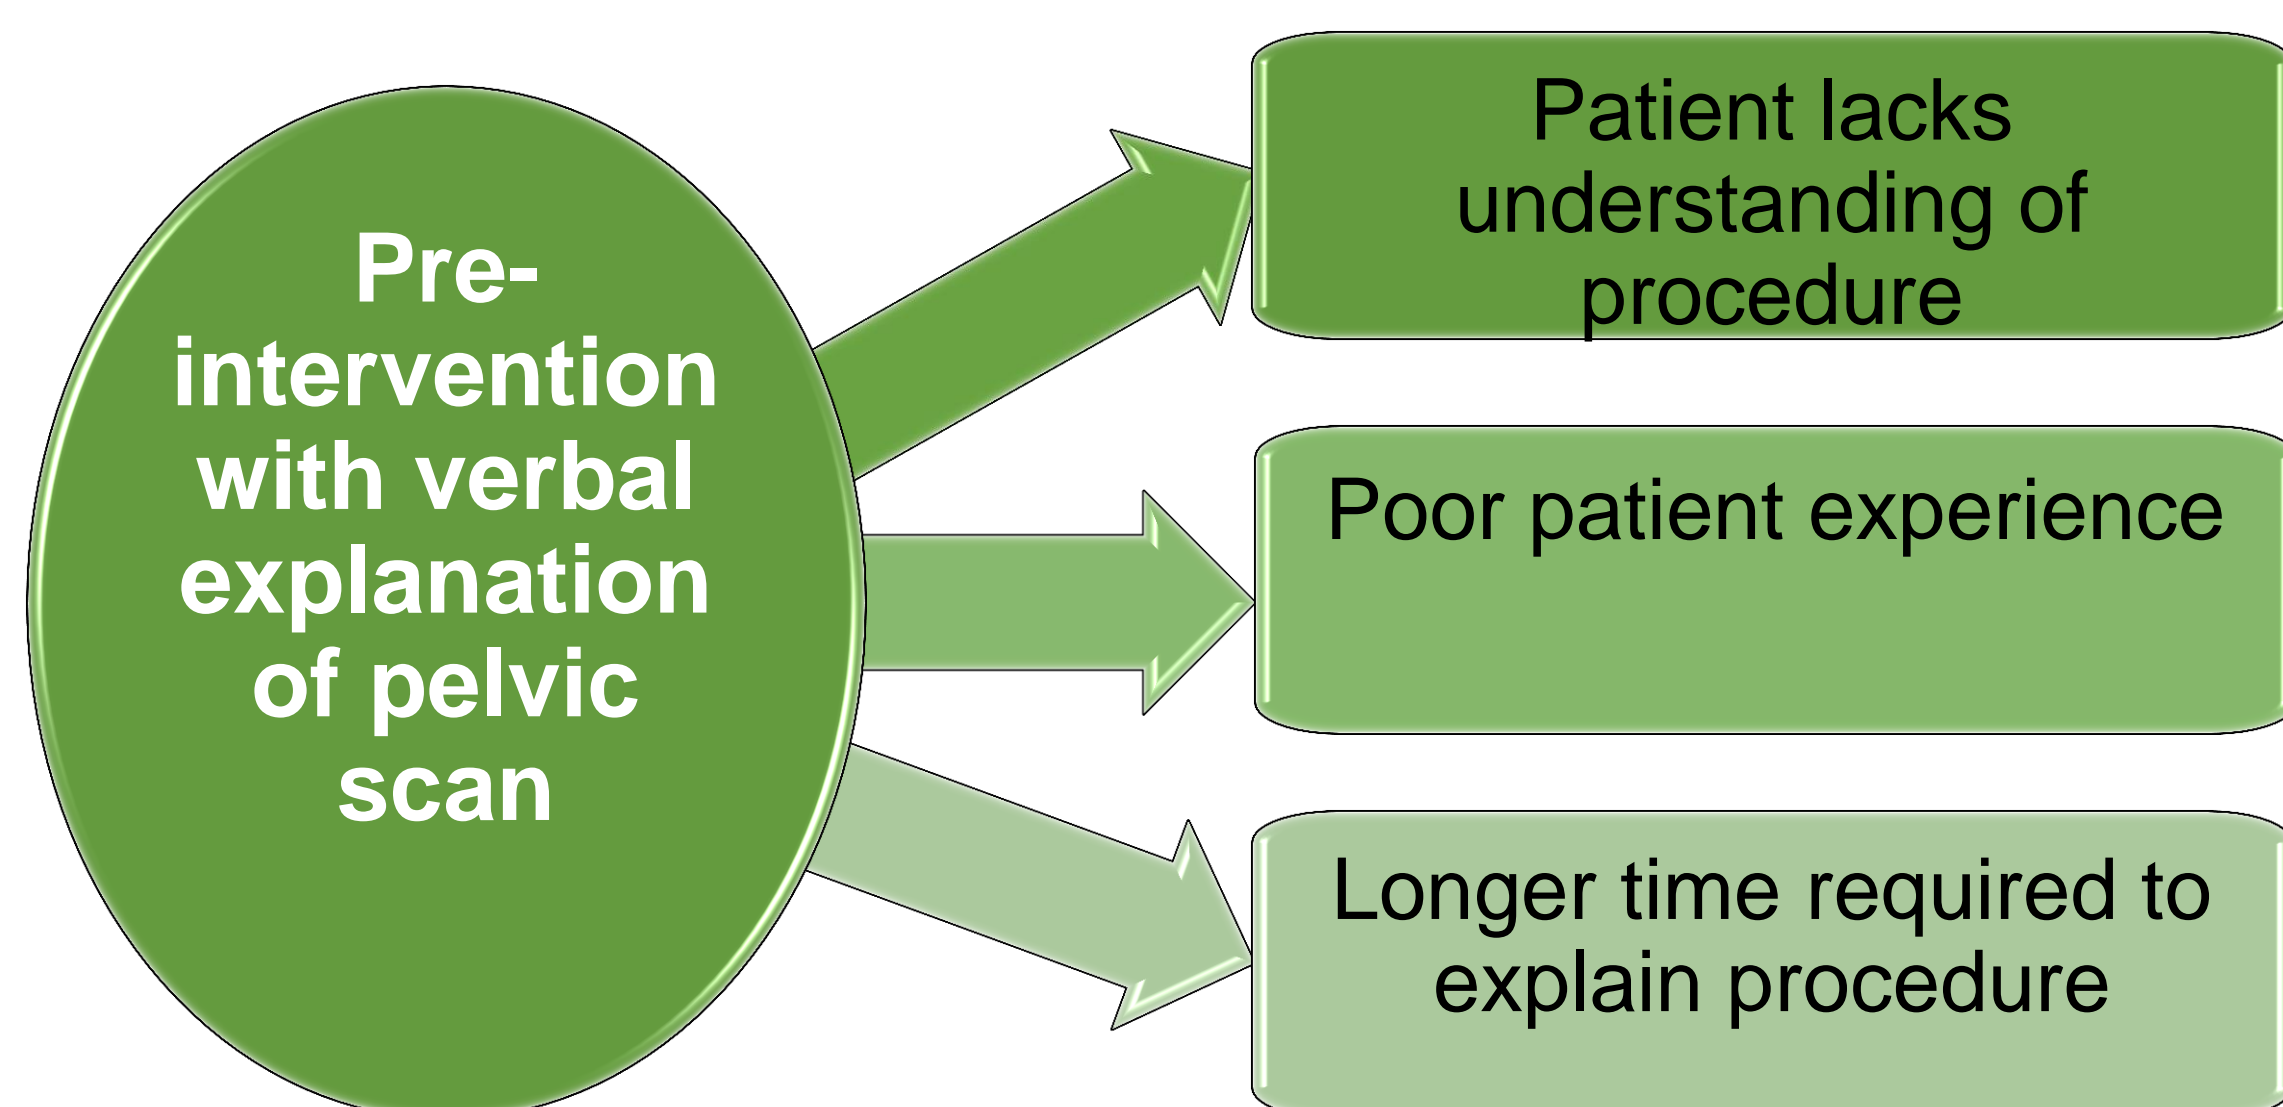 Pre-
intervention
with verbal
explanation
of pelvic
scan
Patient lacks
understanding of
procedure
Poor patient experience
Longer time required to
explain procedure